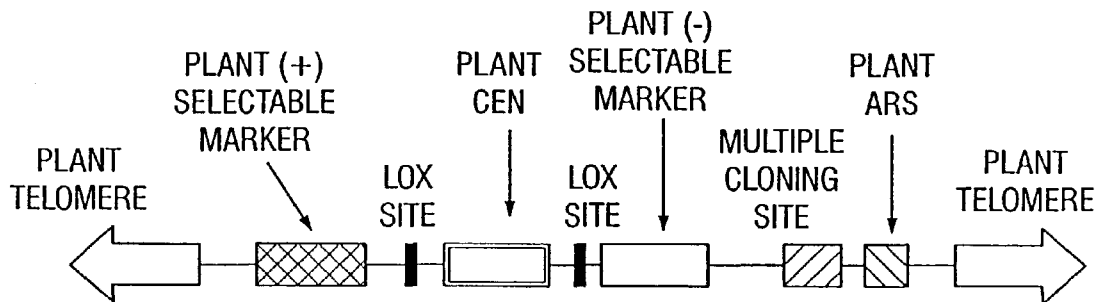 PLANT
TELOMERE
PLANT (+)
SELECTABLE
MARKER
LOX
SITE
PLANT
CEN
LOX
SITE
PLANT (-)
SELECTABLE
MARKER
MULTIPLE
CLONING
SITE
PLANT
ARS
PLANT
TELOMERE